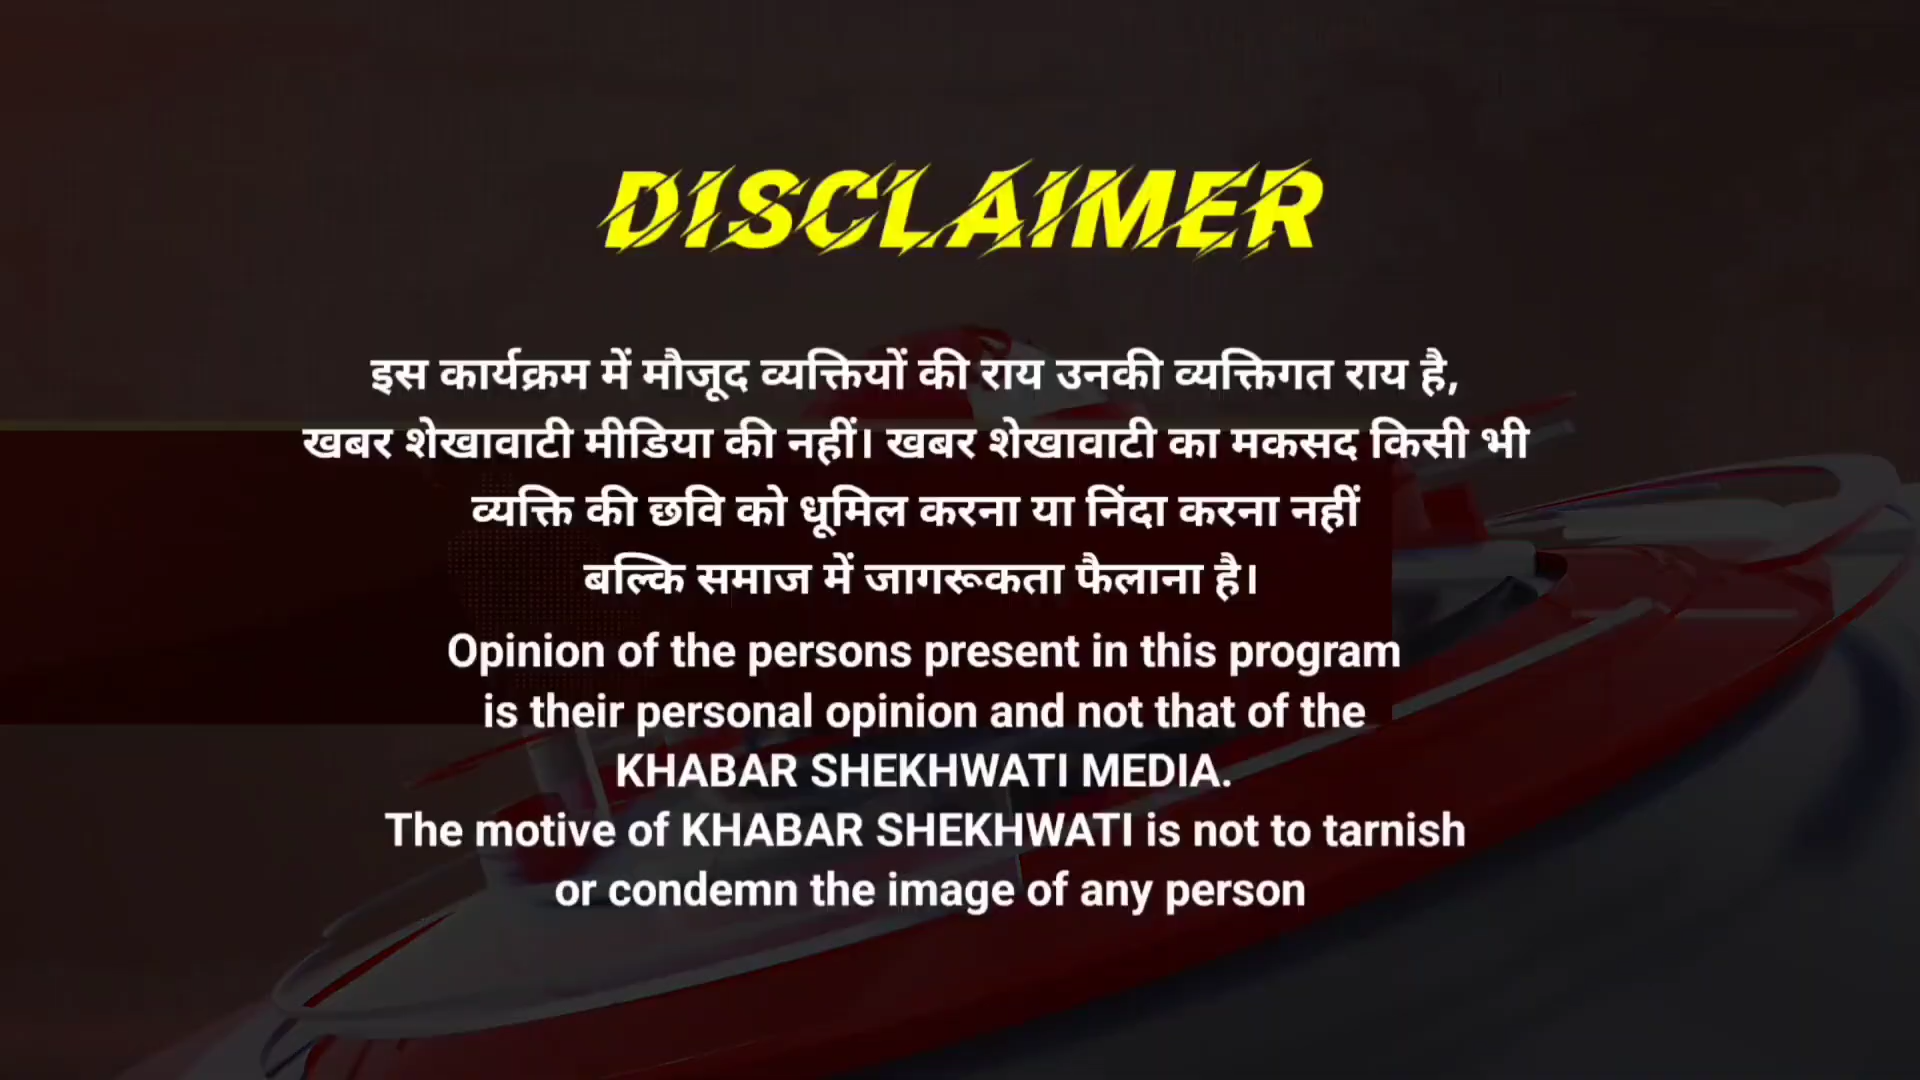 DISCLAIMER
इस कार्यक्रम में मौजूद व्यक्तियों की राय उनकी व्यक्तिगत राय है,
खबर शेखावाटी मीडिया की नहीं। खबर शेखावाटी का मकसद किसी भी
व्यक्ति की छवि को धूमिल करना या निंदा करना नहीं
बल्कि समाज में जागरूकता फैलाना है।
Opinion of the persons present in this program
is their personal opinion and not that of the
KHABAR SHEKHWATI MEDIA.
The motive of KHABAR SHEKHWATI is not to tarnish
or condemn the image of any person